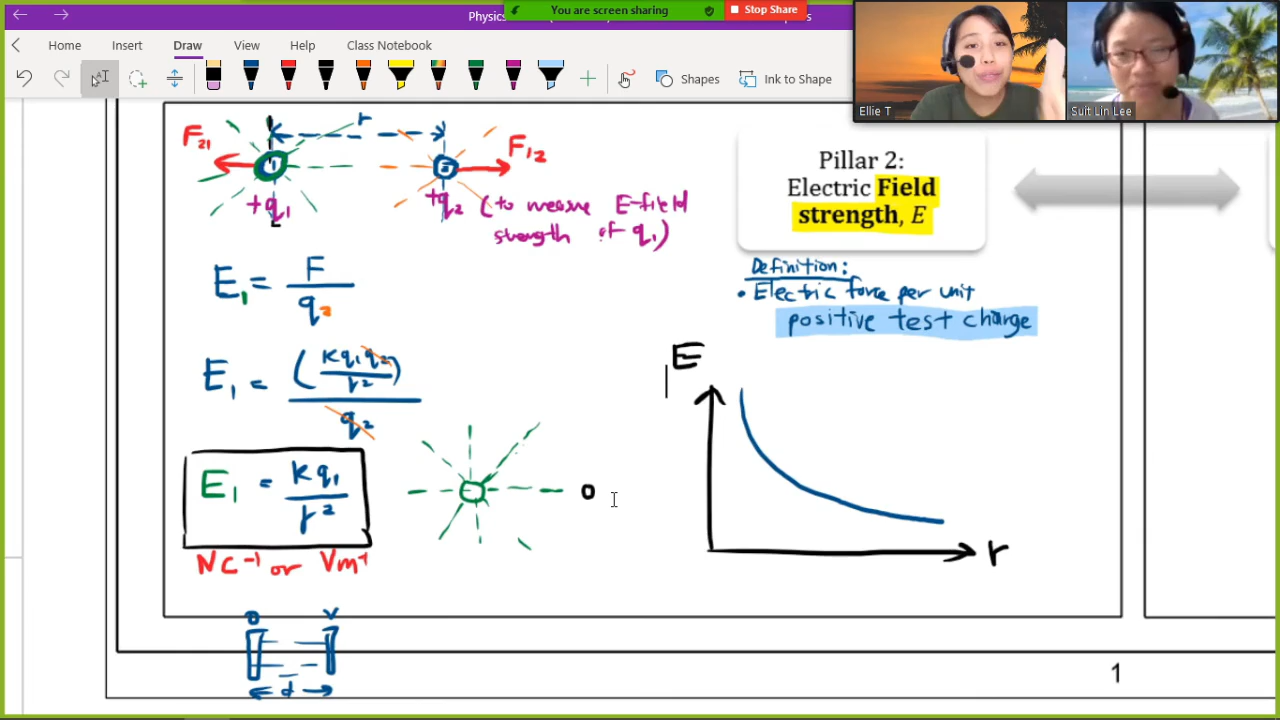 Physics
You are screen sharing
Stop Share
Home Insert Draw View Help Class Notebook
Shapes
Ink to Shape
Ellie T
Suit Lin Lee
r
F21
F12
+q1
+q2 (to measure E-field
strength of q1)
Pillar 2:
Electric Field
strength, E
Definition:
• Electric force per unit
positive test charge
E1 = F / q2
E1 = (kq1q2 / r²) / q2
E1 = kq1 / r²
NC⁻¹ or Vm⁻¹
E
r
0 V
d
1